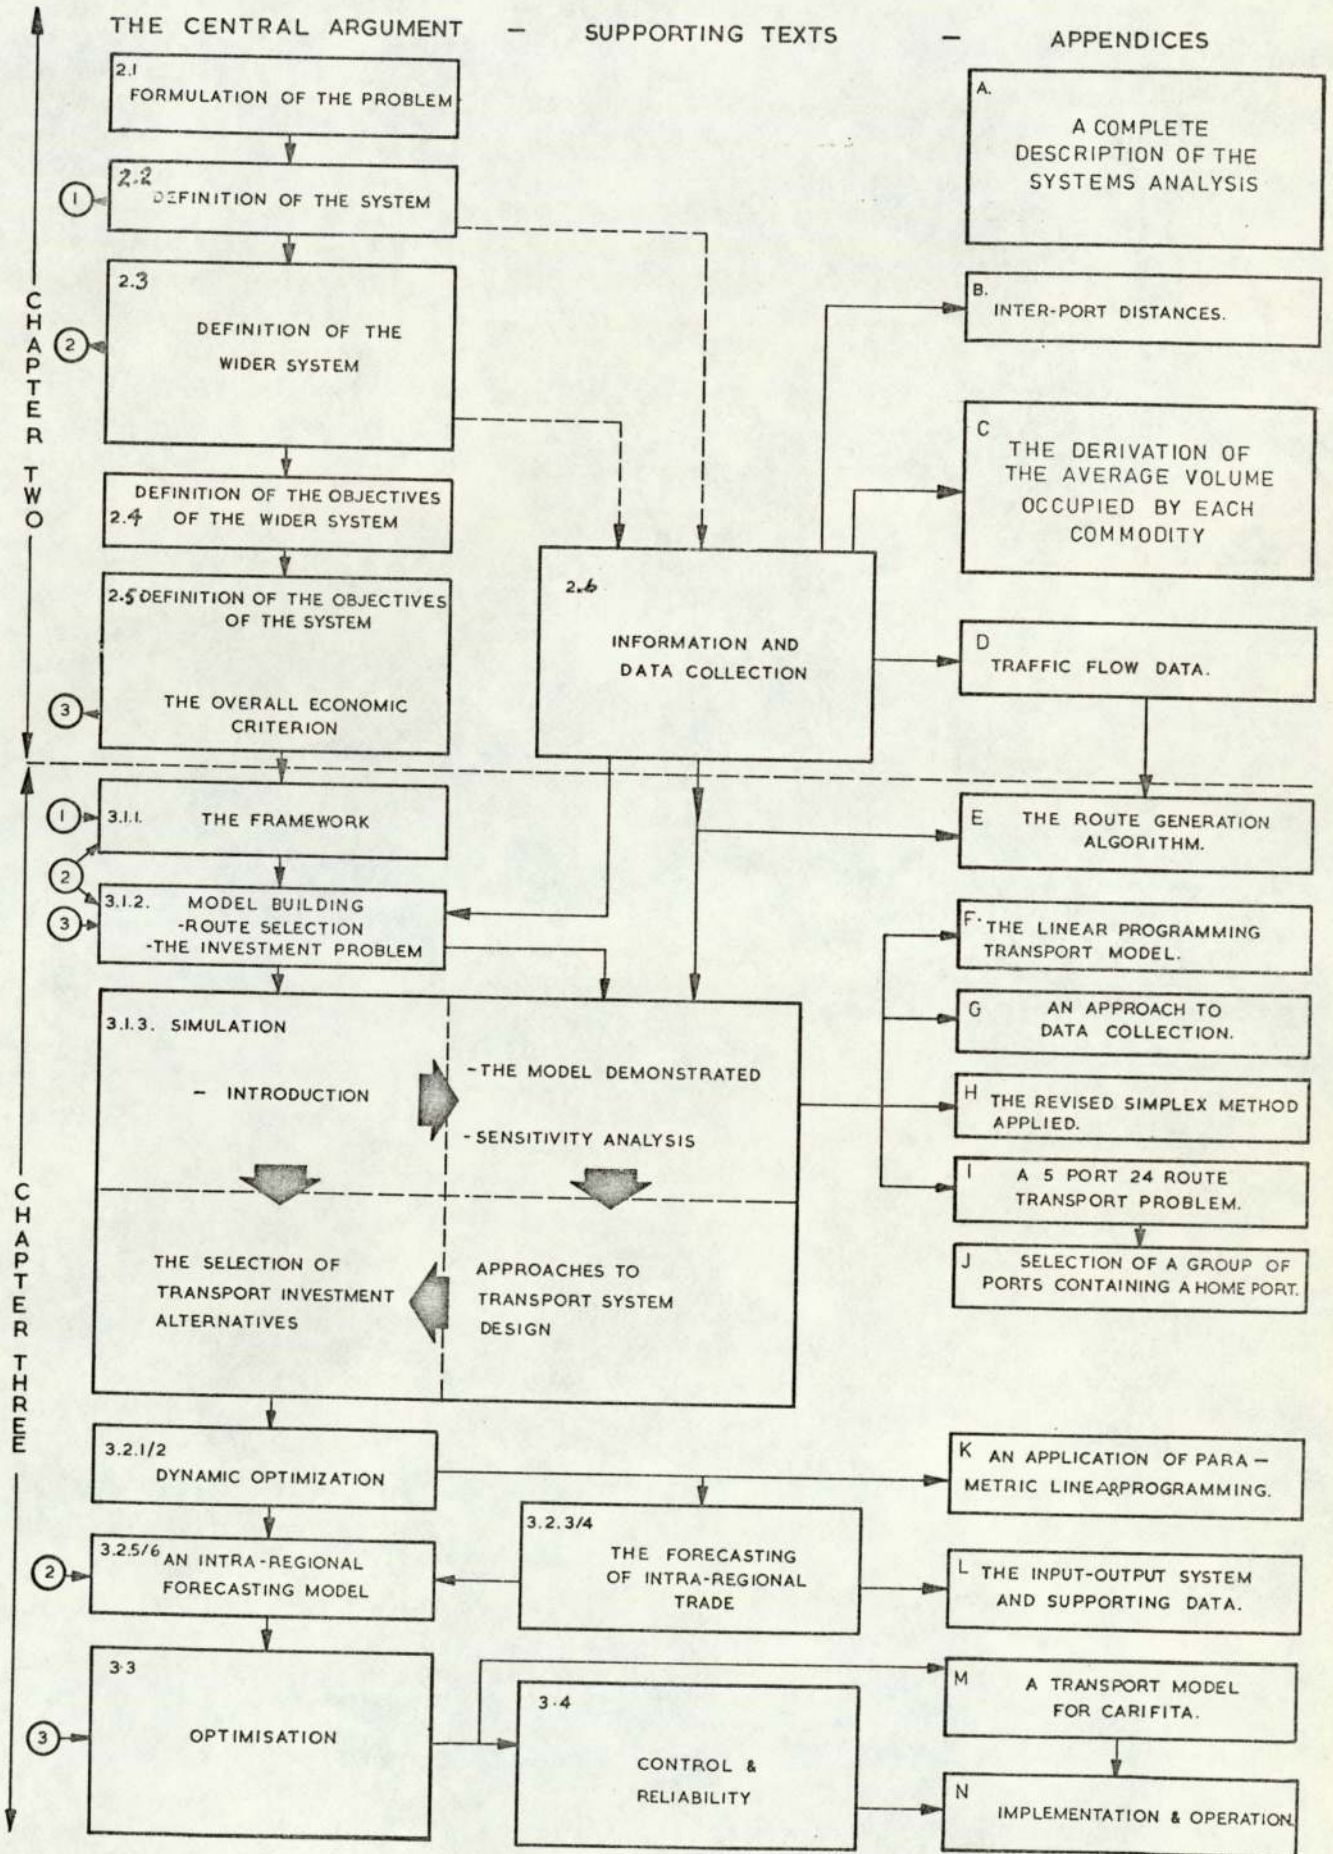 THE CENTRAL ARGUMENT – SUPPORTING TEXTS – APPENDICES
CHAPTER TWO
2.1
FORMULATION OF THE PROBLEM
2.2
DEFINITION OF THE SYSTEM
1
2.3
DEFINITION OF THE
WIDER SYSTEM
2
DEFINITION OF THE OBJECTIVES
2.4 OF THE WIDER SYSTEM
2.5 DEFINITION OF THE OBJECTIVES
OF THE SYSTEM
THE OVERALL ECONOMIC
CRITERION
3
2.6
INFORMATION AND
DATA COLLECTION
A.
A COMPLETE
DESCRIPTION OF THE
SYSTEMS ANALYSIS
B.
INTER-PORT DISTANCES.
C
THE DERIVATION OF
THE AVERAGE VOLUME
OCCUPIED BY EACH
COMMODITY
D
TRAFFIC FLOW DATA.
CHAPTER THREE
1
3.1.1. THE FRAMEWORK
2
3.1.2. MODEL BUILDING
-ROUTE SELECTION
-THE INVESTMENT PROBLEM
3
3.1.3. SIMULATION
– INTRODUCTION
-THE MODEL DEMONSTRATED
-SENSITIVITY ANALYSIS
THE SELECTION OF
TRANSPORT INVESTMENT
ALTERNATIVES
APPROACHES TO
TRANSPORT SYSTEM
DESIGN
E THE ROUTE GENERATION
ALGORITHM.
F. THE LINEAR PROGRAMMING
TRANSPORT MODEL.
G AN APPROACH TO
DATA COLLECTION.
H THE REVISED SIMPLEX METHOD
APPLIED.
I A 5 PORT 24 ROUTE
TRANSPORT PROBLEM.
J SELECTION OF A GROUP OF
PORTS CONTAINING A HOME PORT.
3.2.1/2
DYNAMIC OPTIMIZATION
K AN APPLICATION OF PARA –
METRIC LINEAR PROGRAMMING.
3.2.3/4
THE FORECASTING
OF INTRA-REGIONAL
TRADE
2
3.2.5/6 AN INTRA-REGIONAL
FORECASTING MODEL
L THE INPUT-OUTPUT SYSTEM
AND SUPPORTING DATA.
3
3.3
OPTIMISATION
3.4
CONTROL &
RELIABILITY
M A TRANSPORT MODEL
FOR CARIFITA.
N
IMPLEMENTATION & OPERATION.